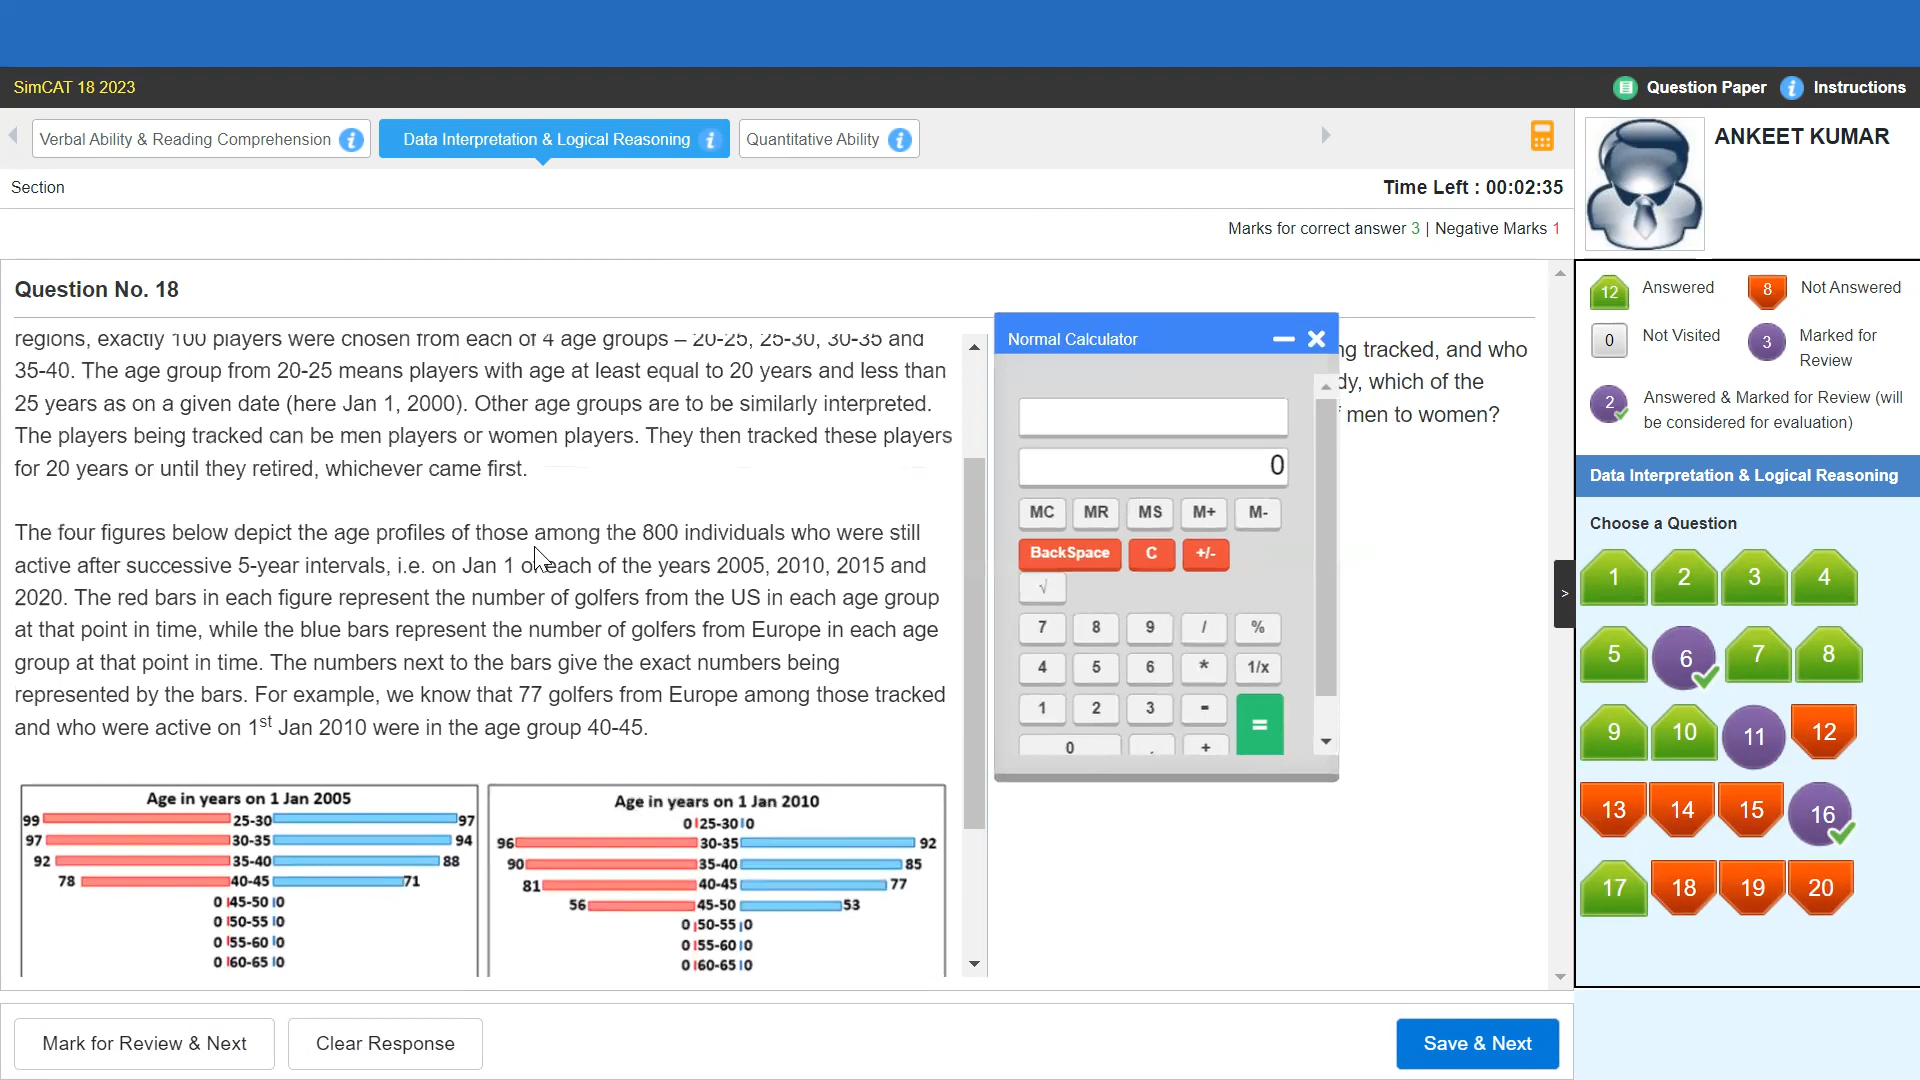 SimCAT 18 2023
Question Paper
Instructions
Verbal Ability & Reading Comprehension
Data Interpretation & Logical Reasoning
Quantitative Ability
ANKEET KUMAR
Section
Time Left : 00:02:35
Marks for correct answer 3 | Negative Marks 1
Question No. 18
regions, exactly 100 players were chosen from each of 4 age groups – 20-25, 25-30, 30-35 and
35-40. The age group from 20-25 means players with age at least equal to 20 years and less than
25 years as on a given date (here Jan 1, 2000). Other age groups are to be similarly interpreted.
The players being tracked can be men players or women players. They then tracked these players
for 20 years or until they retired, whichever came first.
The four figures below depict the age profiles of those among the 800 individuals who were still
active after successive 5-year intervals, i.e. on Jan 1 of each of the years 2005, 2010, 2015 and
2020. The red bars in each figure represent the number of golfers from the US in each age group
at that point in time, while the blue bars represent the number of golfers from Europe in each age
group at that point in time. The numbers next to the bars give the exact numbers being
represented by the bars. For example, we know that 77 golfers from Europe among those tracked
and who were active on 1st Jan 2010 were in the age group 40-45.
Age in years on 1 Jan 2005
99 25-30 97
97 30-35 94
92 35-40 88
78 40-45 71
0 45-50 0
0 50-55 0
0 55-60 0
0 60-65 0
Age in years on 1 Jan 2010
0 25-30 0
96 30-35 92
90 35-40 85
81 40-45 77
56 45-50 53
0 50-55 0
0 55-60 0
0 60-65 0
Normal Calculator
0
MC MR MS M+ M-
BackSpace C +/-
√
7 8 9 / %
4 5 6 * 1/x
1 2 3 - =
0 . +
ng tracked, and who
dy, which of the
men to women?
12 Answered
8 Not Answered
0 Not Visited
3 Marked for
Review
2 Answered & Marked for Review (will
be considered for evaluation)
Data Interpretation & Logical Reasoning
Choose a Question
1 2 3 4
5 6 7 8
9 10 11 12
13 14 15 16
17 18 19 20
>
Mark for Review & Next
Clear Response
Save & Next